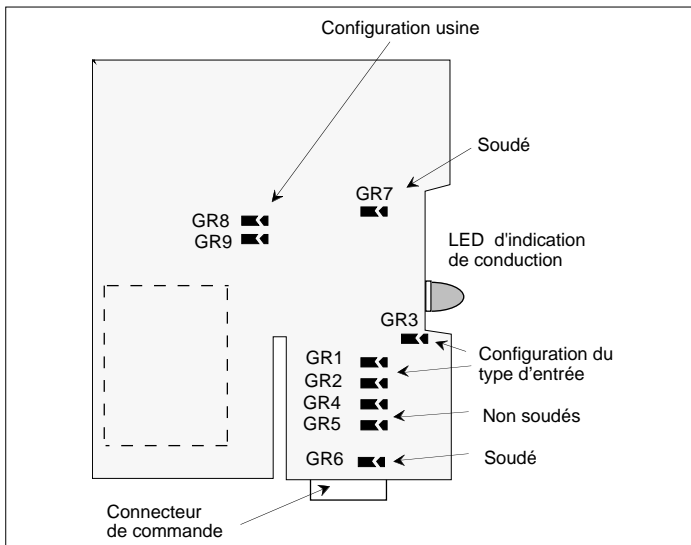 Configuration usine
Soudé
GR7
GR8
GR9
LED d'indication
de conduction
GR3
GR1
Configuration du
type d'entrée
GR2
GR4
Non soudés
GR5
GR6
Soudé
Connecteur
de commande